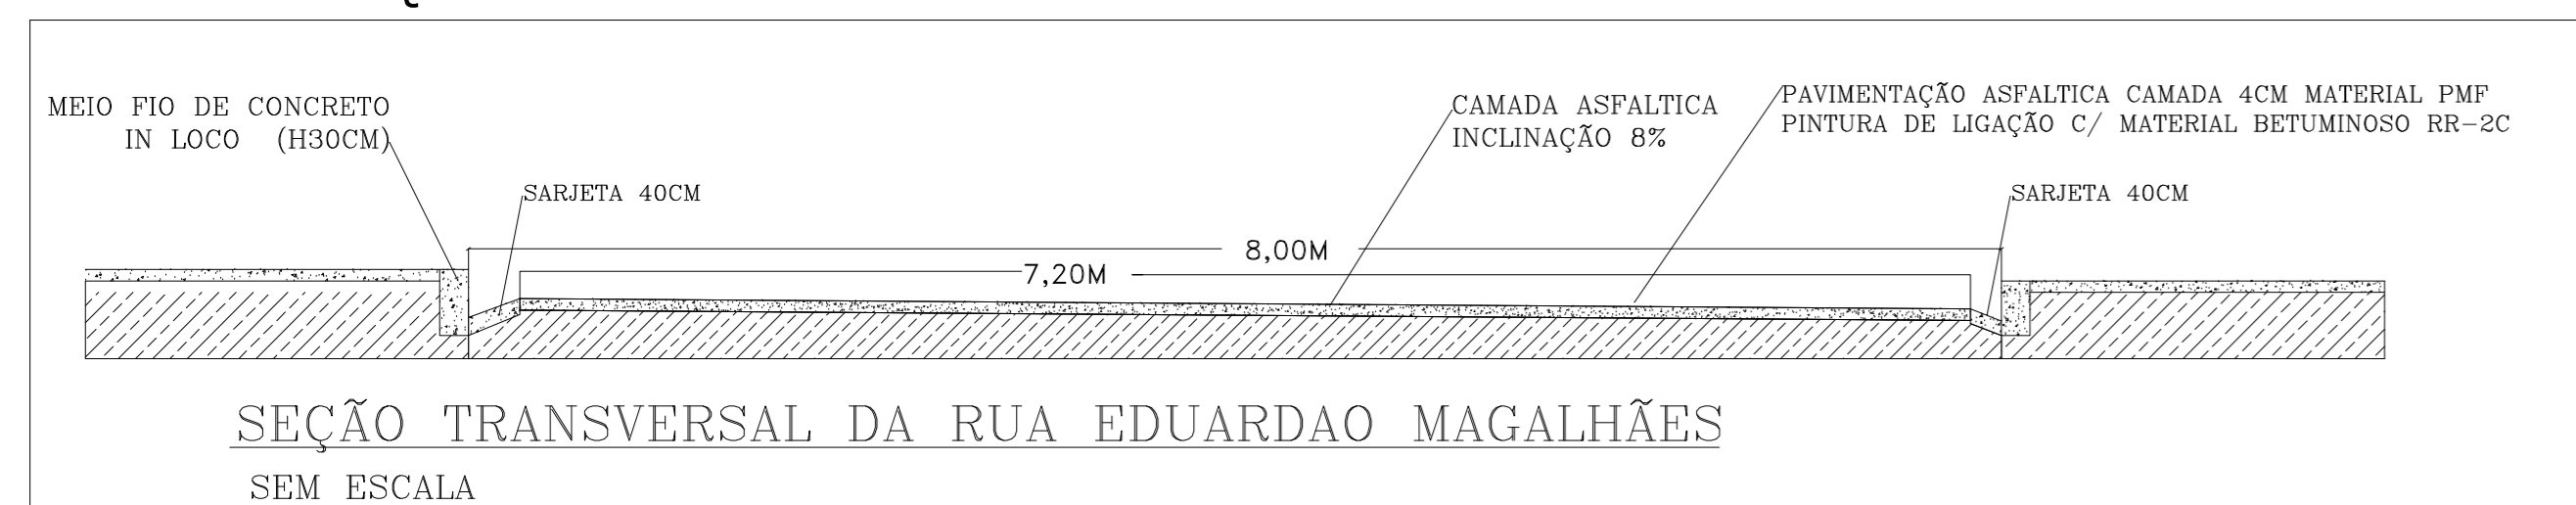 MEIO FIO DE CONCRETO
IN LOCO (H30CM)
SARJETA 40CM
CAMADA ASFALTICA
INCLINAÇÃO 8%
PAVIMENTAÇÃO ASFALTICA CAMADA 4CM MATERIAL PMF
PINTURA DE LIGAÇÃO C/ MATERIAL BETUMINOSO RR-2C
SARJETA 40CM
8,00M
7,20M
SEÇÃO TRANSVERSAL DA RUA EDUARDAO MAGALHÃES
SEM ESCALA